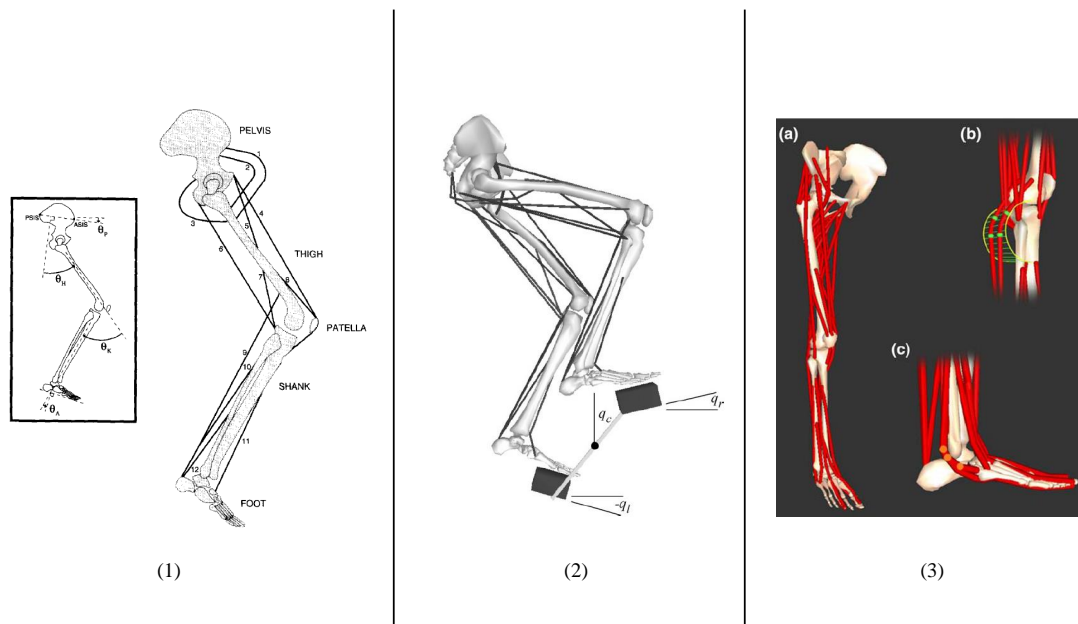 PELVIS
1
2
3
4
5
6
THIGH
7
8
PATELLA
9
10
SHANK
11
12
FOOT
PSIS
ASIS
θP
θH
θK
θA
(1)
qr
qc
-ql
(2)
(a)
(b)
(c)
(3)